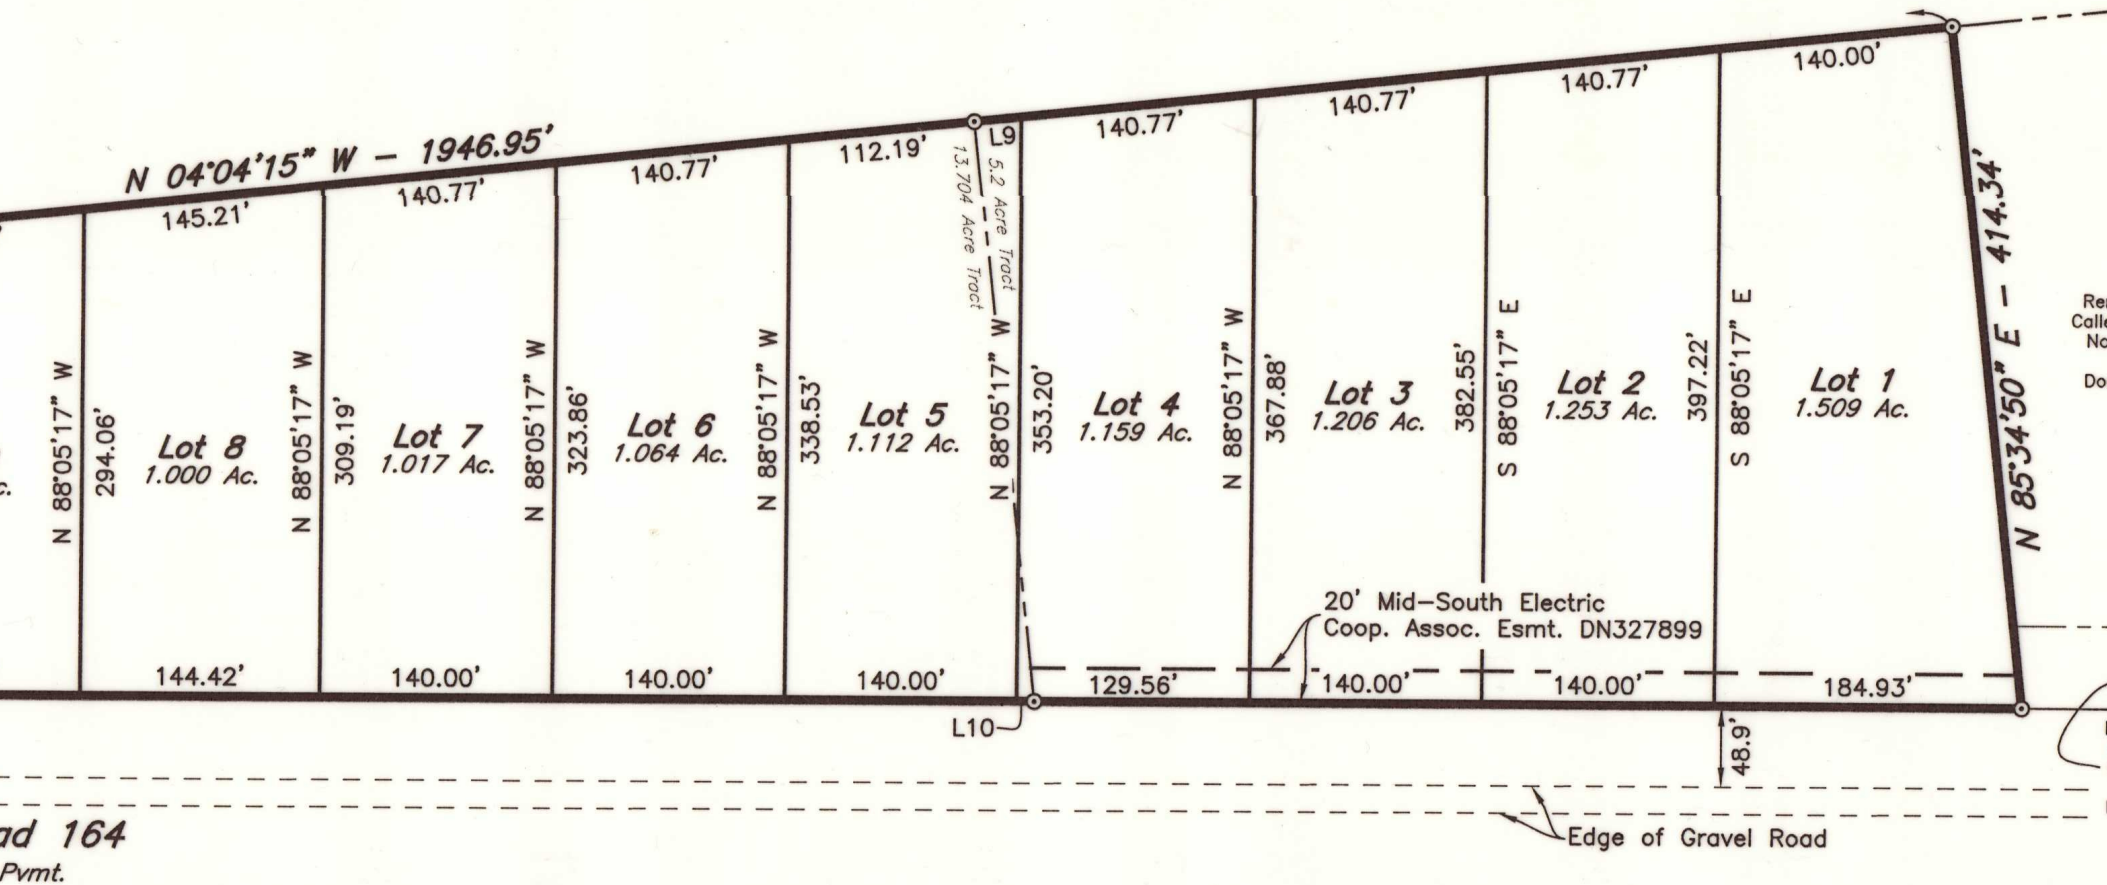 140.00'
140.77'
140.77'
140.77'
L9
112.19'
140.77'
140.77'
145.21'
N 04°04'15" W - 1946.95'
5.2 Acre Tract
13.704 Acre Tract
N 85°34'50" E - 414.34'
N 88°05'17" W
294.06'
Lot 8
1.000 Ac.
N 88°05'17" W
309.19'
Lot 7
1.017 Ac.
N 88°05'17" W
323.86'
Lot 6
1.064 Ac.
N 88°05'17" W
338.53'
Lot 5
1.112 Ac.
N 88°05'17" W
353.20'
Lot 4
1.159 Ac.
N 88°05'17" W
367.88'
Lot 3
1.206 Ac.
382.55'
S 88°05'17" E
Lot 2
1.253 Ac.
397.22'
S 88°05'17" E
Lot 1
1.509 Ac.
20' Mid-South Electric
Coop. Assoc. Esmt. DN327899
144.42'
140.00'
140.00'
140.00'
129.56'
140.00'
140.00'
184.93'
L10
48.9'
Edge of Gravel Road
164
Pvmt.